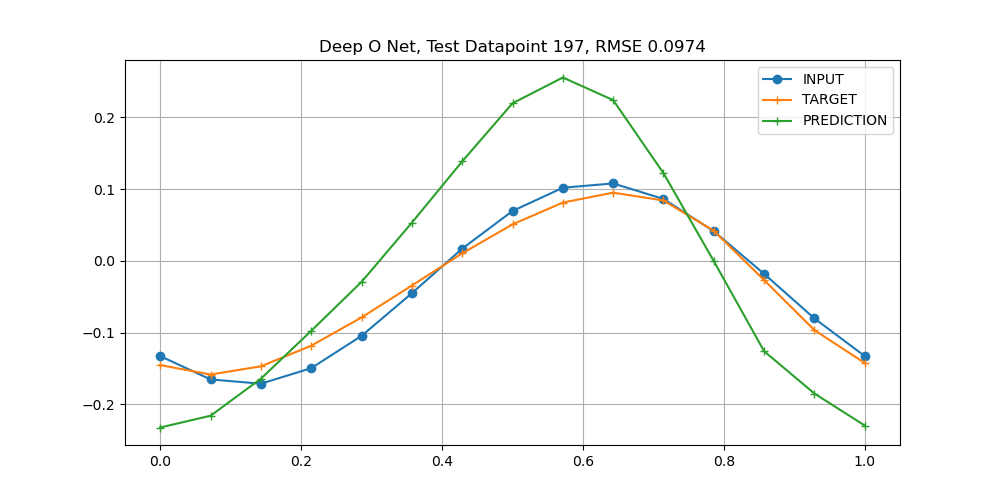 Deep O Net, Test Datapoint 197, RMSE 0.0974
INPUT
TARGET
PREDICTION
0.2
0.1
0.0
−0.1
−0.2
0.0 0.2 0.4 0.6 0.8 1.0